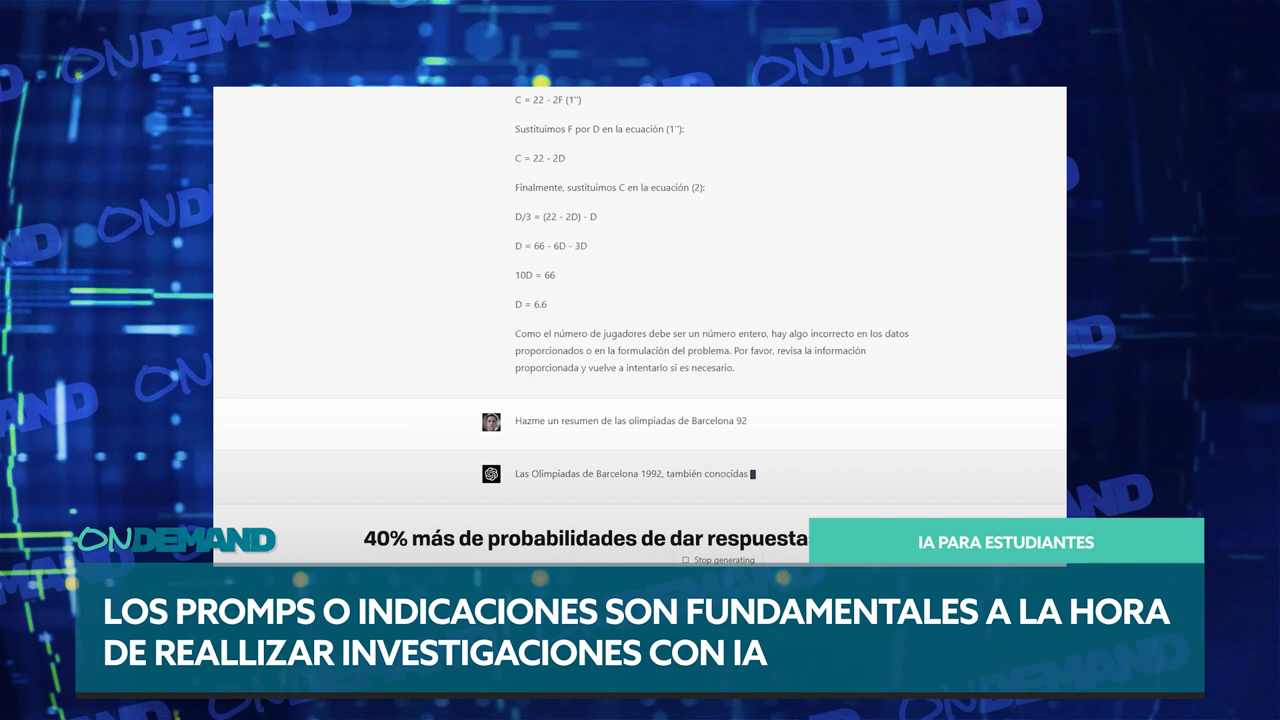 ONDEMAND
ONDEMAND
C = 22 - 2F (1'')
Sustituimos F por D en la ecuación (1''):
C = 22 - 2D
Finalmente, sustituimos C en la ecuación (2):
D/3 = (22 - 2D) - D
D = 66 - 6D - 3D
10D = 66
D = 6.6
Como el número de jugadores debe ser un número entero, hay algo incorrecto en los datos
proporcionados o en la formulación del problema. Por favor, revisa la información
proporcionada y vuelve a intentarlo si es necesario.
Hazme un resumen de las olimpiadas de Barcelona 92
Las Olimpiadas de Barcelona 1992, también conocidas
40% más de probabilidades de dar respuesta
Stop generating
ONDEMAND
IA PARA ESTUDIANTES
LOS PROMPS O INDICACIONES SON FUNDAMENTALES A LA HORA
DE REALLIZAR INVESTIGACIONES CON IA